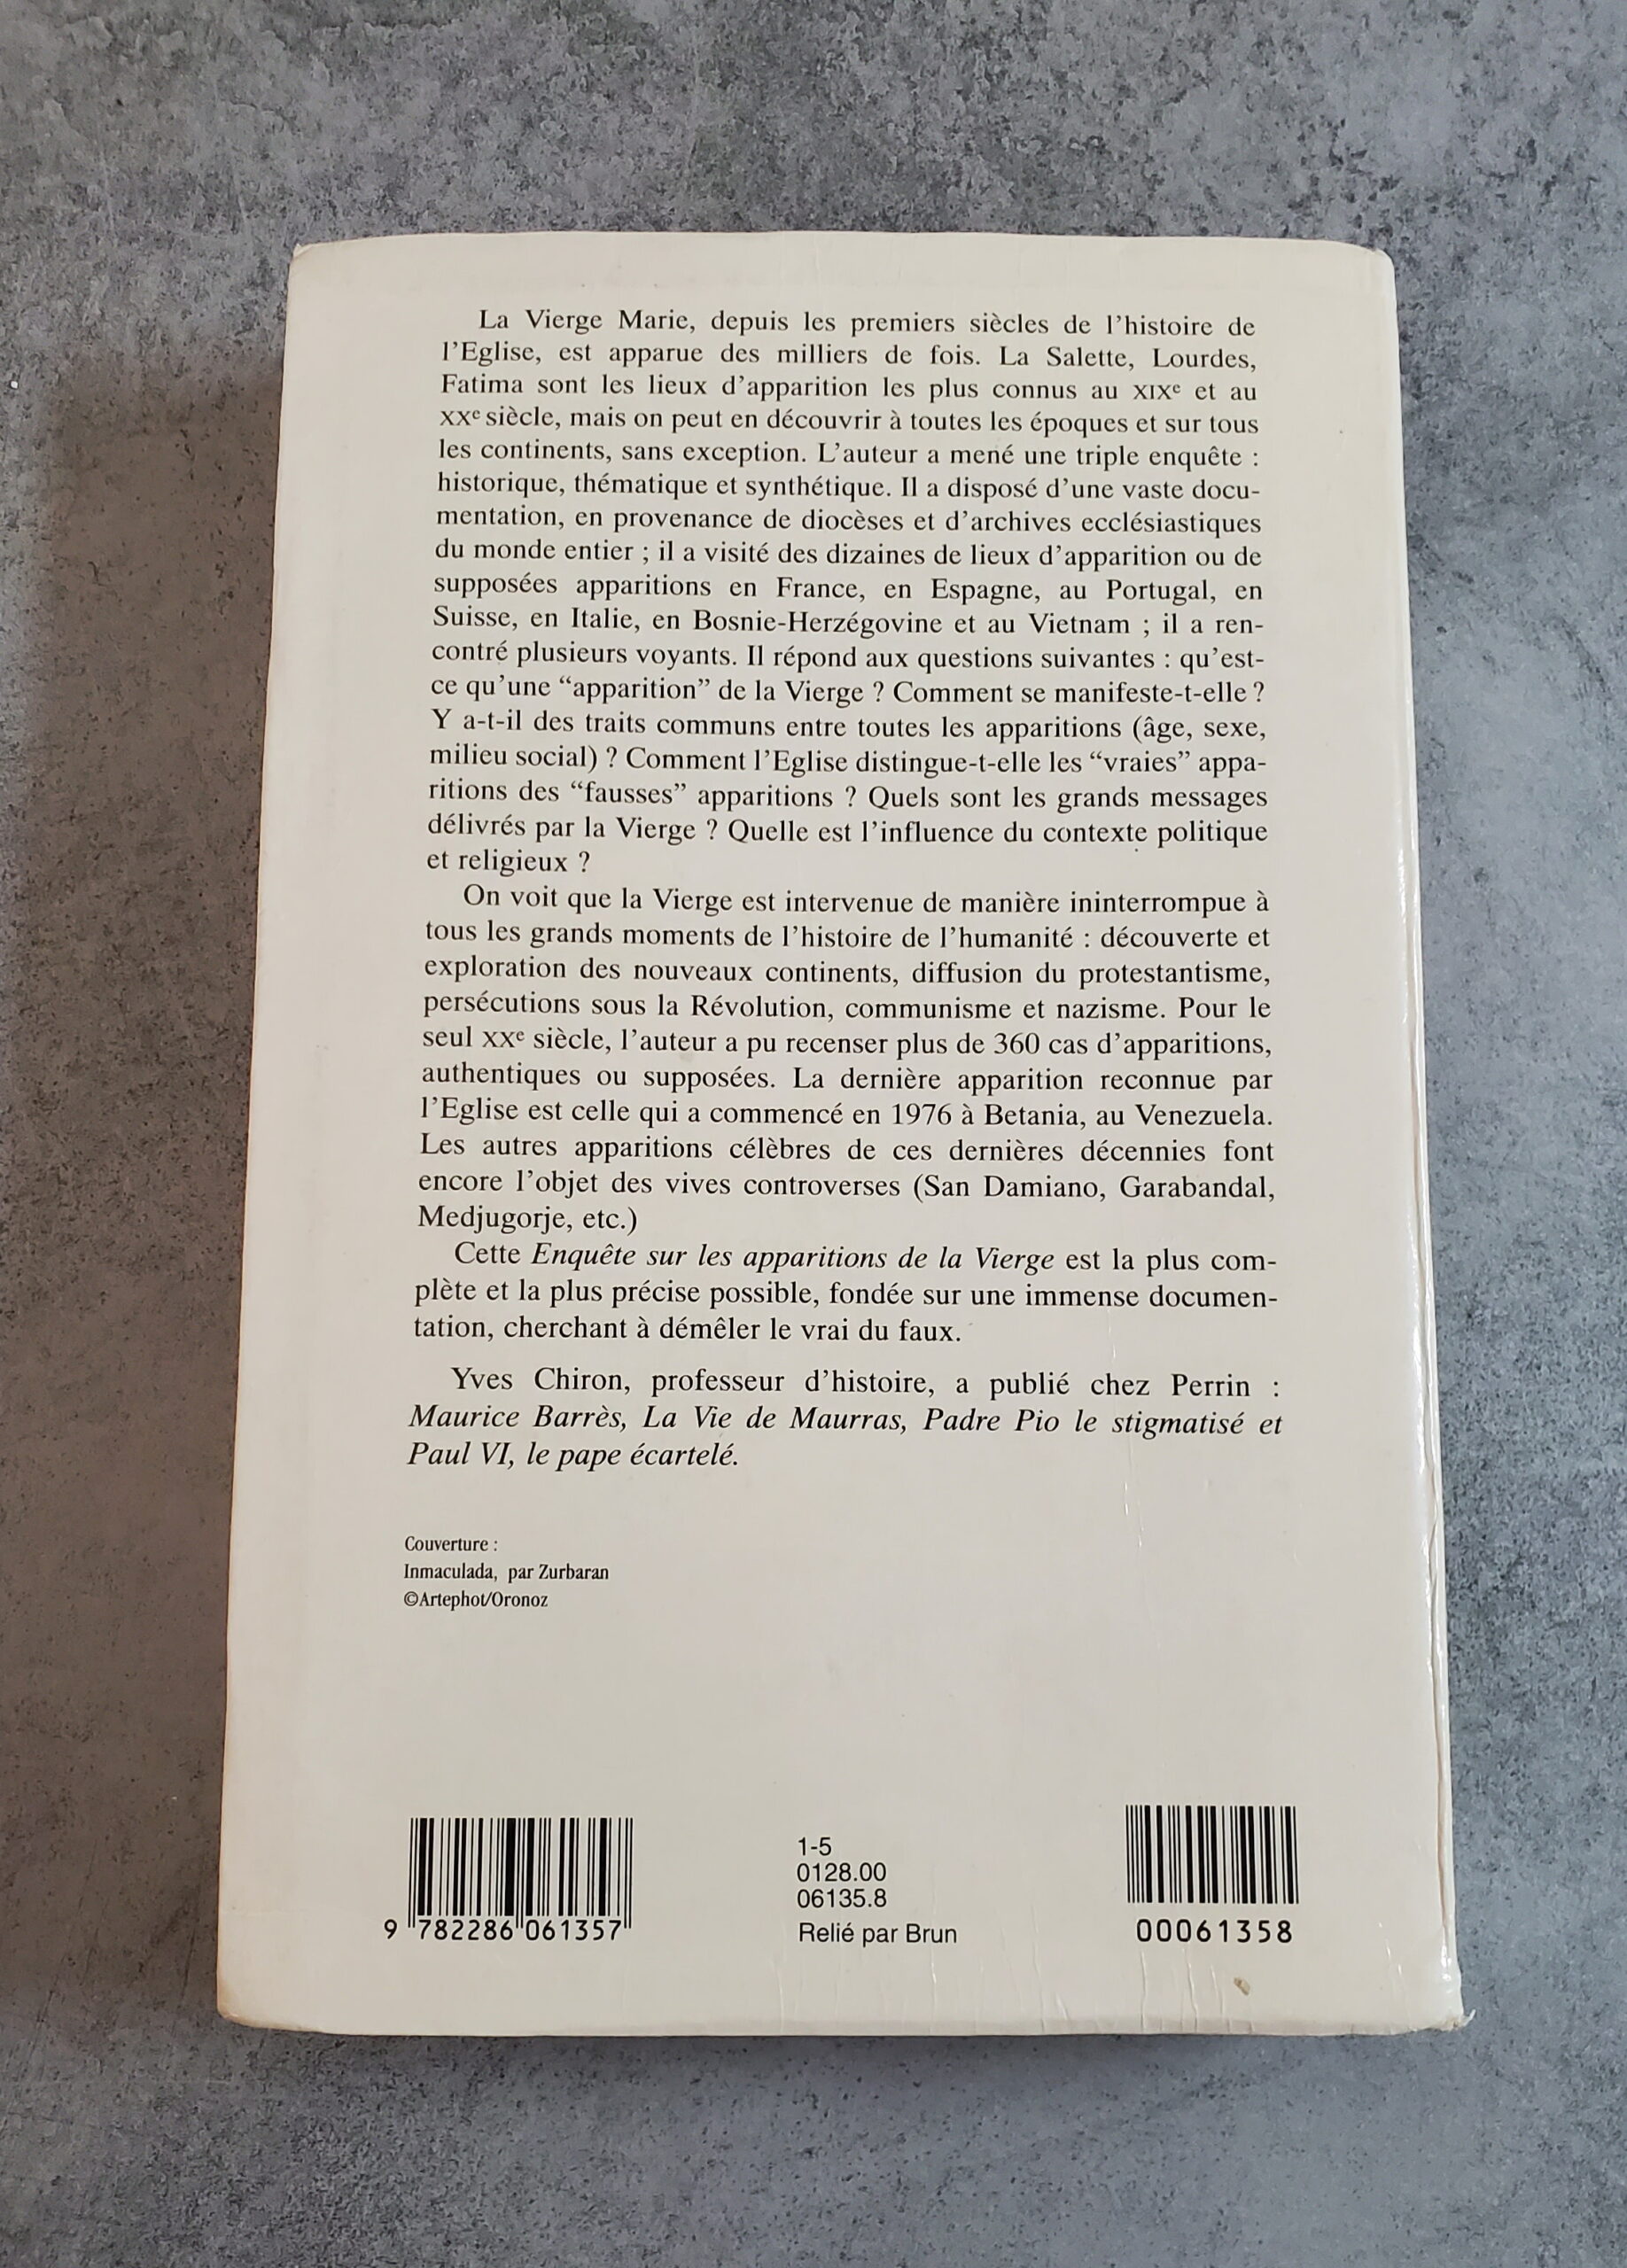 La Vierge Marie, depuis les premiers siècles de l'histoire de
l'Eglise, est apparue des milliers de fois. La Salette, Lourdes,
Fatima sont les lieux d'apparition les plus connus au XIXe et au
XXe siècle, mais on peut en découvrir à toutes les époques et sur tous
les continents, sans exception. L'auteur a mené une triple enquête :
historique, thématique et synthétique. Il a disposé d'une vaste docu-
mentation, en provenance de diocèses et d'archives ecclésiastiques
du monde entier ; il a visité des dizaines de lieux d'apparition ou de
supposées apparitions en France, en Espagne, au Portugal, en
Suisse, en Italie, en Bosnie-Herzégovine et au Vietnam ; il a ren-
contré plusieurs voyants. Il répond aux questions suivantes : qu'est-
ce qu'une “apparition” de la Vierge ? Comment se manifeste-t-elle ?
Y a-t-il des traits communs entre toutes les apparitions (âge, sexe,
milieu social) ? Comment l'Eglise distingue-t-elle les “vraies” appa-
ritions des “fausses” apparitions ? Quels sont les grands messages
délivrés par la Vierge ? Quelle est l'influence du contexte politique
et religieux ?
On voit que la Vierge est intervenue de manière ininterrompue à
tous les grands moments de l'histoire de l'humanité : découverte et
exploration des nouveaux continents, diffusion du protestantisme,
persécutions sous la Révolution, communisme et nazisme. Pour le
seul XXe siècle, l'auteur a pu recenser plus de 360 cas d'apparitions,
authentiques ou supposées. La dernière apparition reconnue par
l'Eglise est celle qui a commencé en 1976 à Betania, au Venezuela.
Les autres apparitions célèbres de ces dernières décennies font
encore l'objet des vives controverses (San Damiano, Garabandal,
Medjugorje, etc.)
Cette Enquête sur les apparitions de la Vierge est la plus com-
plète et la plus précise possible, fondée sur une immense documen-
tation, cherchant à démêler le vrai du faux.
Yves Chiron, professeur d'histoire, a publié chez Perrin :
Maurice Barrès, La Vie de Maurras, Padre Pio le stigmatisé et
Paul VI, le pape écartelé.
Couverture :
Inmaculada, par Zurbaran
©Artephot/Oronoz
9 782286 061357
1-5
0128.00
06135.8
Relié par Brun
00061358